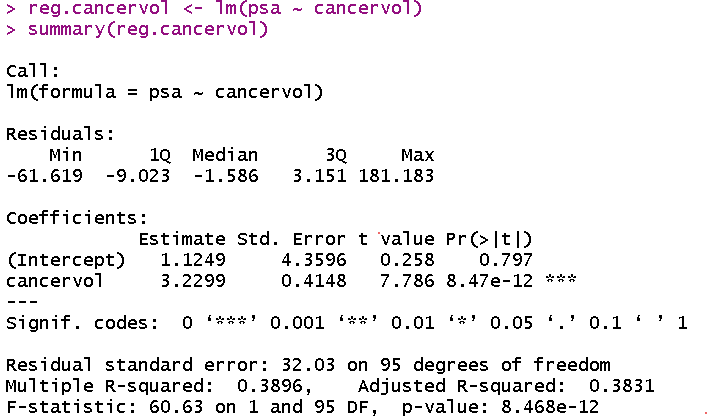 > reg.cancervol <- lm(psa ~ cancervol)
> summary(reg.cancervol)

Call:
lm(formula = psa ~ cancervol)

Residuals:
    Min      1Q  Median      3Q     Max
-61.619  -9.023  -1.586   3.151 181.183

Coefficients:
            Estimate Std. Error t value Pr(>|t|)
(Intercept)   1.1249     4.3596   0.258    0.797
cancervol     3.2299     0.4148   7.786 8.47e-12 ***
---
Signif. codes:  0 ‘***’ 0.001 ‘**’ 0.01 ‘*’ 0.05 ‘.’ 0.1 ‘ ’ 1

Residual standard error: 32.03 on 95 degrees of freedom
Multiple R-squared:  0.3896,    Adjusted R-squared:  0.3831
F-statistic: 60.63 on 1 and 95 DF,  p-value: 8.468e-12